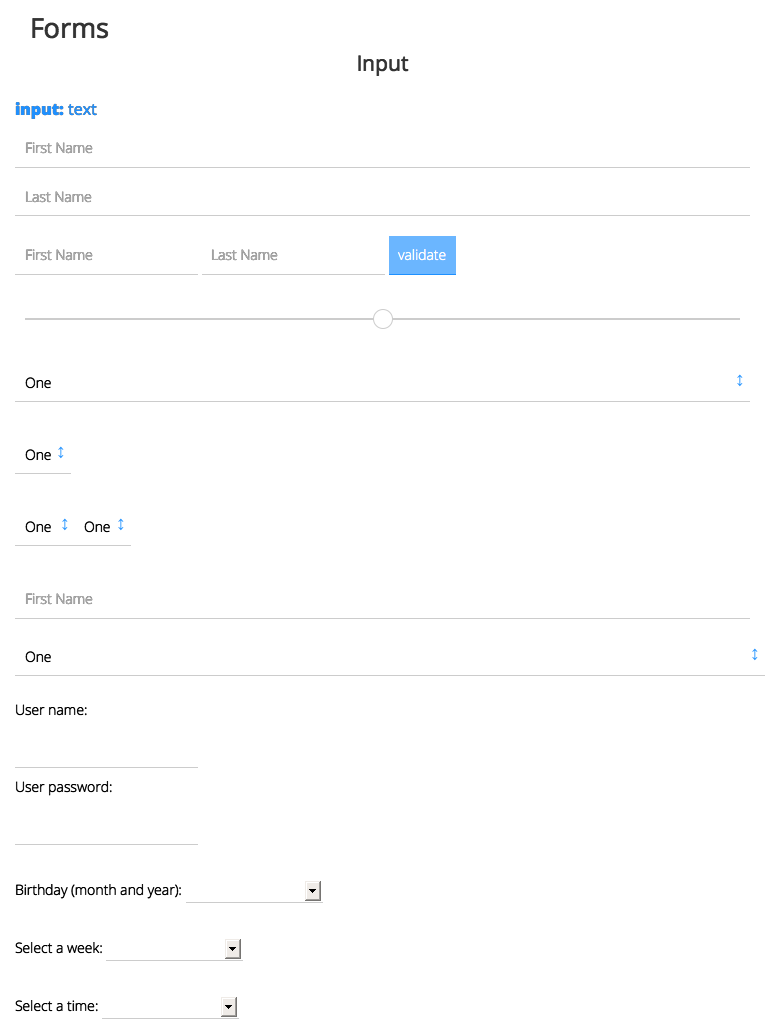 Forms
Input
input: text
First Name
Last Name
First Name Last Name validate
One
One
One One
First Name
One
User name:
User password:
Birthday (month and year):
Select a week:
Select a time: